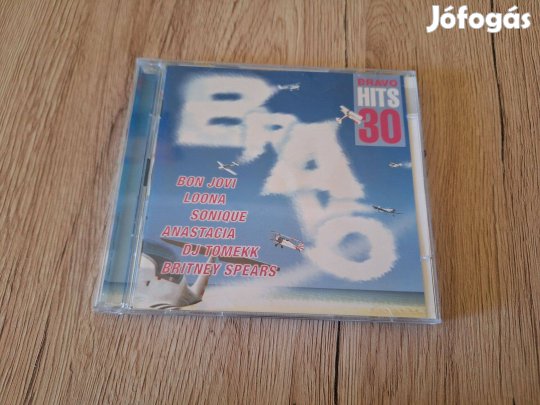 Jófogás
BRAVO
HITS
30
BRAVO
BON JOVI
LOONA
SONIQUE
ANASTACIA
DJ TOMEKK
BRITNEY SPEARS